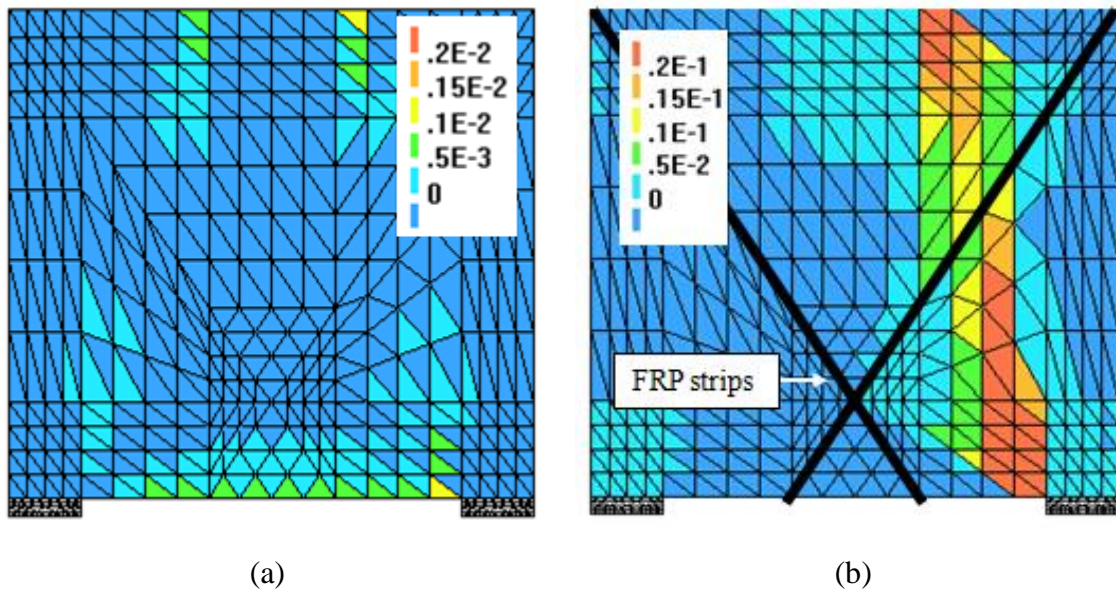 .2E-2
.15E-2
.1E-2
.5E-3
0
.2E-1
.15E-1
.1E-1
.5E-2
0
FRP strips
(a)
(b)